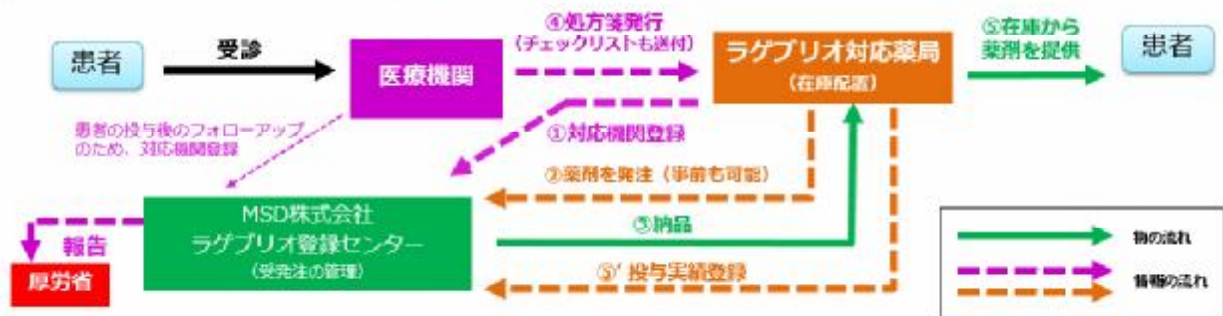 ④処方箋発行
(チェックリストも送付)
⑤在庫から
薬剤を提供
患者
受診
医療機関
ラゲブリオ対応薬局
(在庫配置)
患者
患者の投与後のフォローアップ
のため、対応機関登録
①対応機関登録
②薬剤を発注(事前も可能)
MSD株式会社
ラゲブリオ登録センター
(受発注の管理)
③納品
⑤’投与実績登録
報告
厚労省
物の流れ
情報の流れ